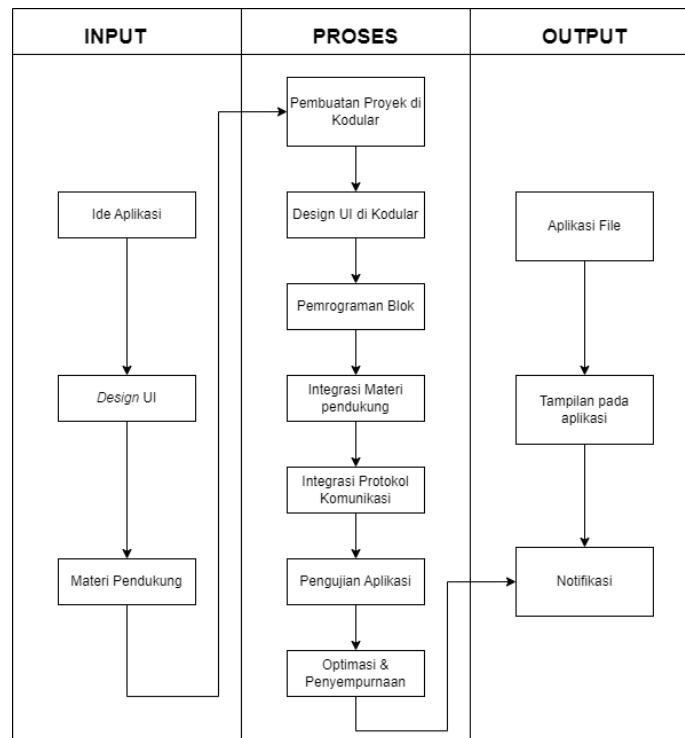 INPUT
PROSES
OUTPUT
Ide Aplikasi
Design UI
Materi Pendukung
Pembuatan Proyek di
Kodular
Design UI di Kodular
Pemrograman Blok
Integrasi Materi
pendukung
Integrasi Protokol
Komunikasi
Pengujian Aplikasi
Optimasi &
Penyempurnaan
Aplikasi File
Tampilan pada
aplikasi
Notifikasi